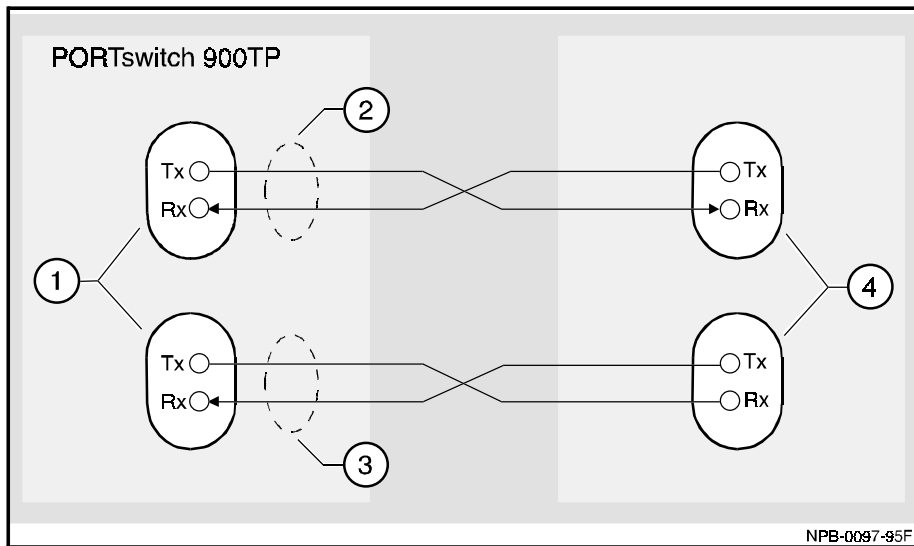 PORTswitch 900TP
2
Tx
Rx
Tx
Rx
1
4
Tx
Rx
Tx
Rx
3
NPB-0097-95F